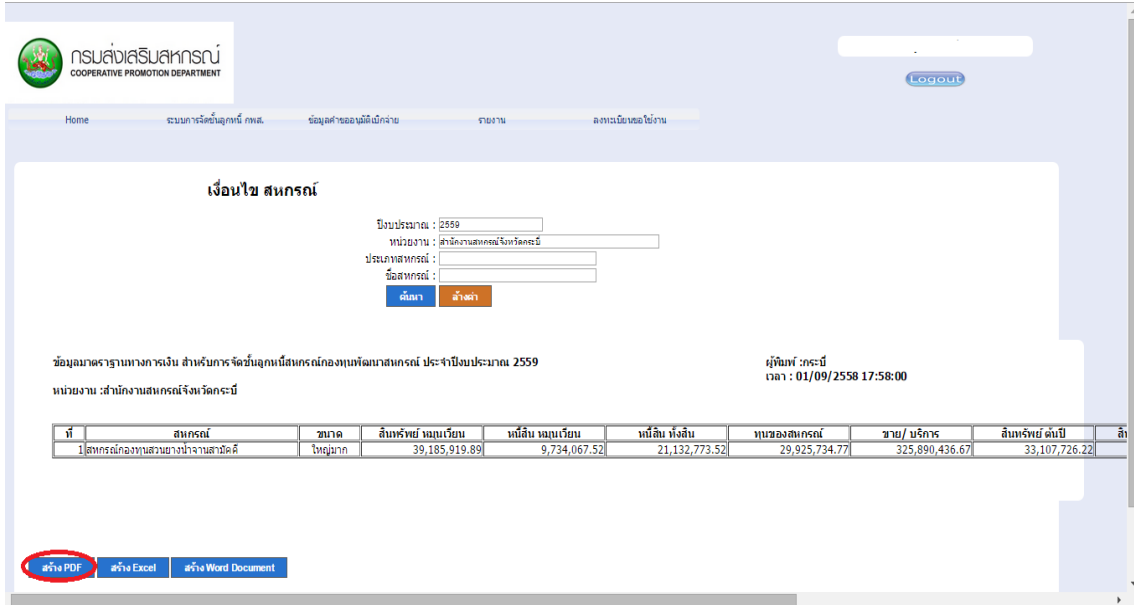 กรมส่งเสริมสหกรณ์
COOPERATIVE PROMOTION DEPARTMENT
Logout
Home ระบบการจัดชั้นลูกหนี้ กพส. ข้อมูลคำขออนุมัติเบิกจ่าย รายงาน ลงทะเบียนขอใช้งาน
เงื่อนไข สหกรณ์
ปีงบประมาณ : 2559
หน่วยงาน : สำนักงานสหกรณ์จังหวัดกระบี่
ประเภทสหกรณ์ :
ชื่อสหกรณ์ :
ค้นหา ล้างค่า
ข้อมูลมาตราฐานทางการเงิน สำหรับการจัดชั้นลูกหนี้สหกรณ์กองทุนพัฒนาสหกรณ์ ประจำปีงบประมาณ 2559 ผู้พิมพ์ :กระบี่
เวลา : 01/09/2558 17:58:00
หน่วยงาน :สำนักงานสหกรณ์จังหวัดกระบี่
ที่ สหกรณ์ ขนาด สินทรัพย์ หมุนเวียน หนี้สิน หมุนเวียน หนี้สิน ทั้งสิ้น ทุนของสหกรณ์ ขาย/ บริการ สินทรัพย์ ต้นปี
1 สหกรณ์กองทุนสวนยางน้ำจานสามัคคี ใหญ่มาก 39,185,919.89 9,734,067.52 21,132,773.52 29,925,734.77 325,890,436.67 33,107,726.22
สร้าง PDF สร้าง Excel สร้าง Word Document